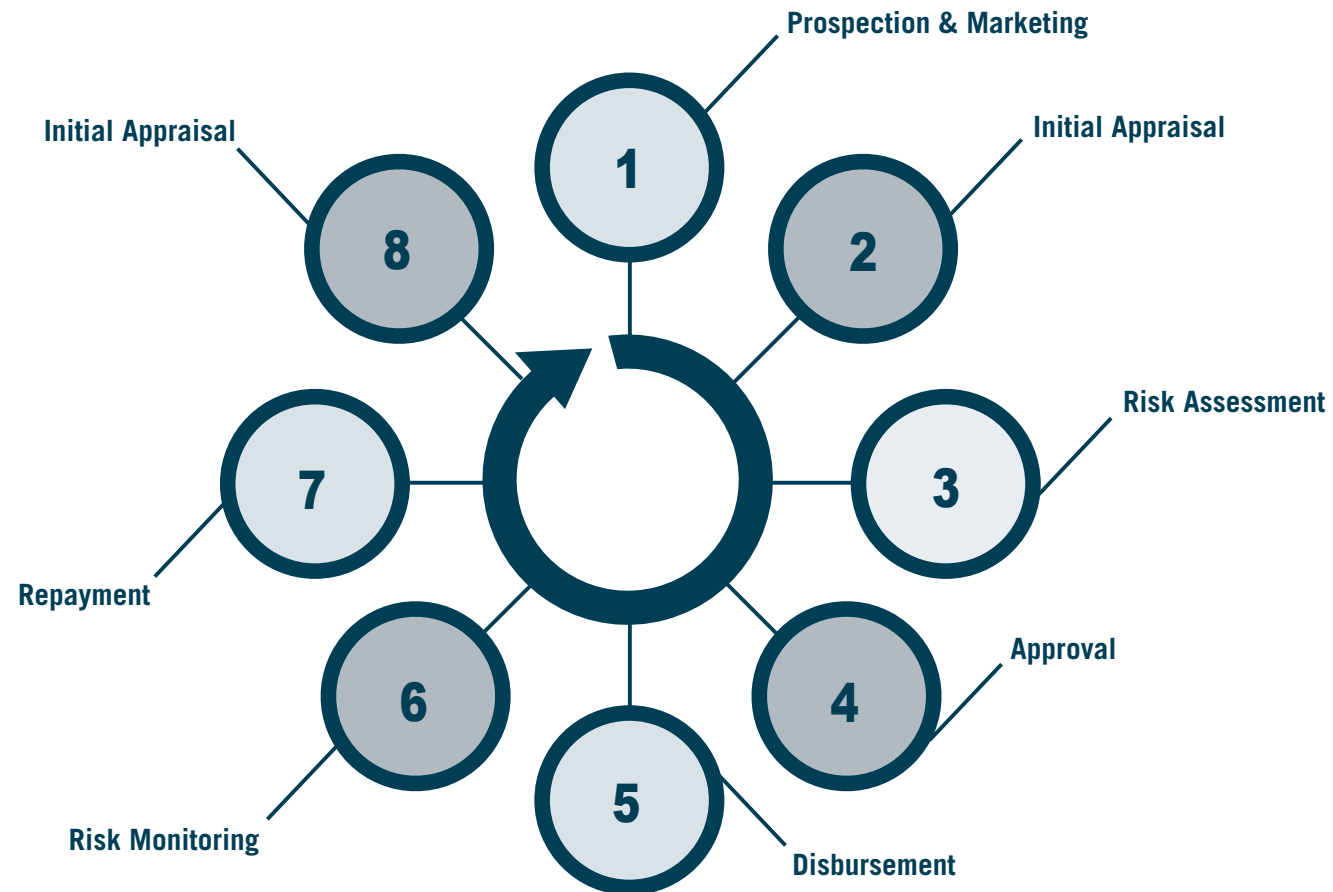 Prospection & Marketing
1
Initial Appraisal
2
Risk Assessment
3
Approval
4
Disbursement
5
Risk Monitoring
6
Repayment
7
Initial Appraisal
8